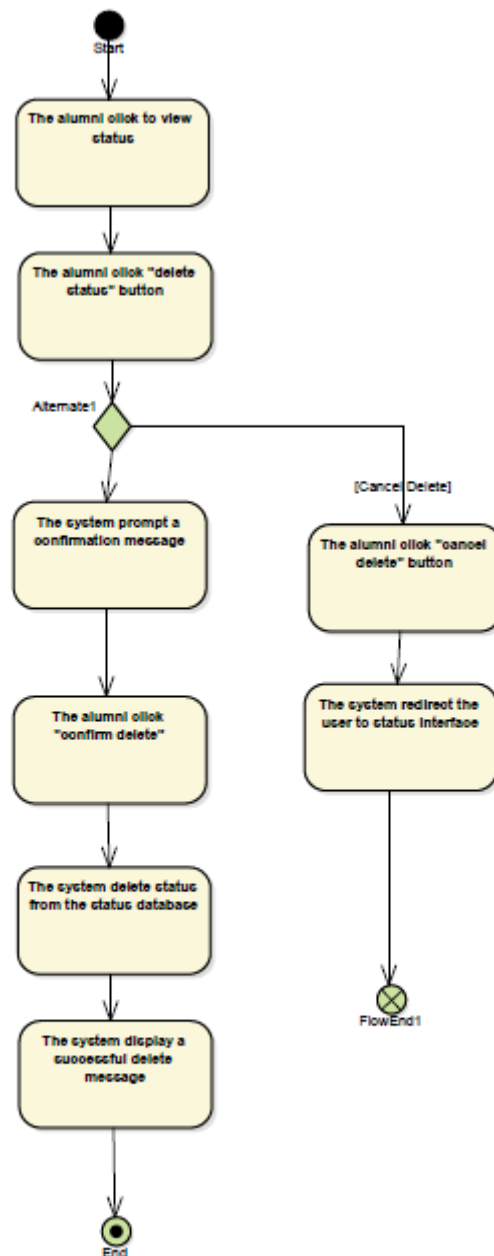 Start
The alumni click to view
status
The alumni click "delete
status" button
Alternate1
[Cancel Delete]
The system prompt a
confirmation message
The alumni click "cancel
delete" button
The alumni click
"confirm delete"
The system redirect the
user to status interface
The system delete status
from the status database
FlowEnd1
The system display a
successful delete
message
End